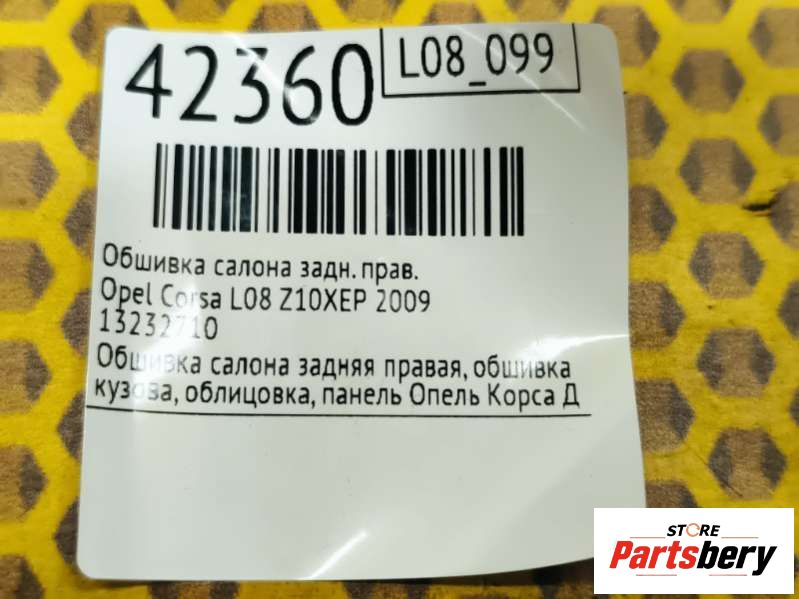 42360
L08_099
Обшивка салона задн. прав.
Opel Corsa L08 Z10XEP 2009
13232710
Обшивка салона задняя правая, обшивка
кузова, облицовка, панель Опель Корса Д
STORE
Partsbery